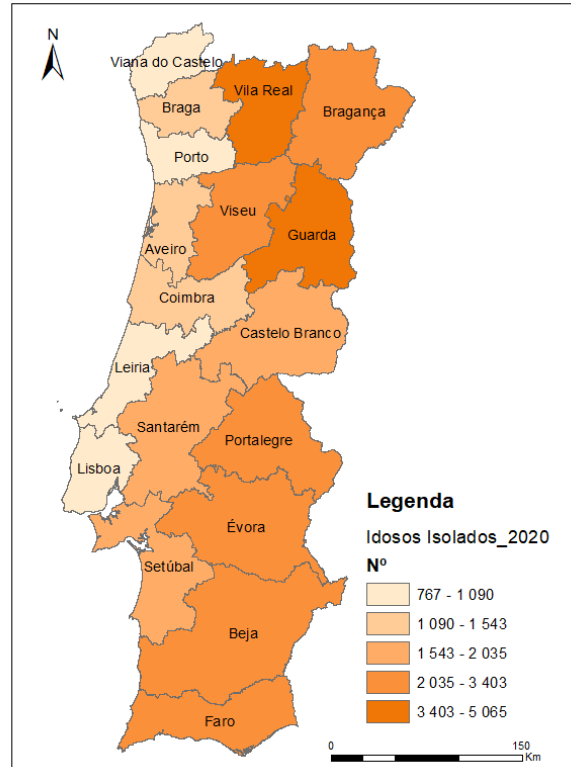 N
Viana do Castelo
Vila Real
Bragança
Braga
Porto
Viseu
Guarda
Aveiro
Coimbra
Castelo Branco
Leiria
Santarém
Portalegre
Lisboa
Évora
Setúbal
Beja
Faro
Legenda
Idosos Isolados_2020
Nº
767 - 1 090
1 090 - 1 543
1 543 - 2 035
2 035 - 3 403
3 403 - 5 065
0 150
Km